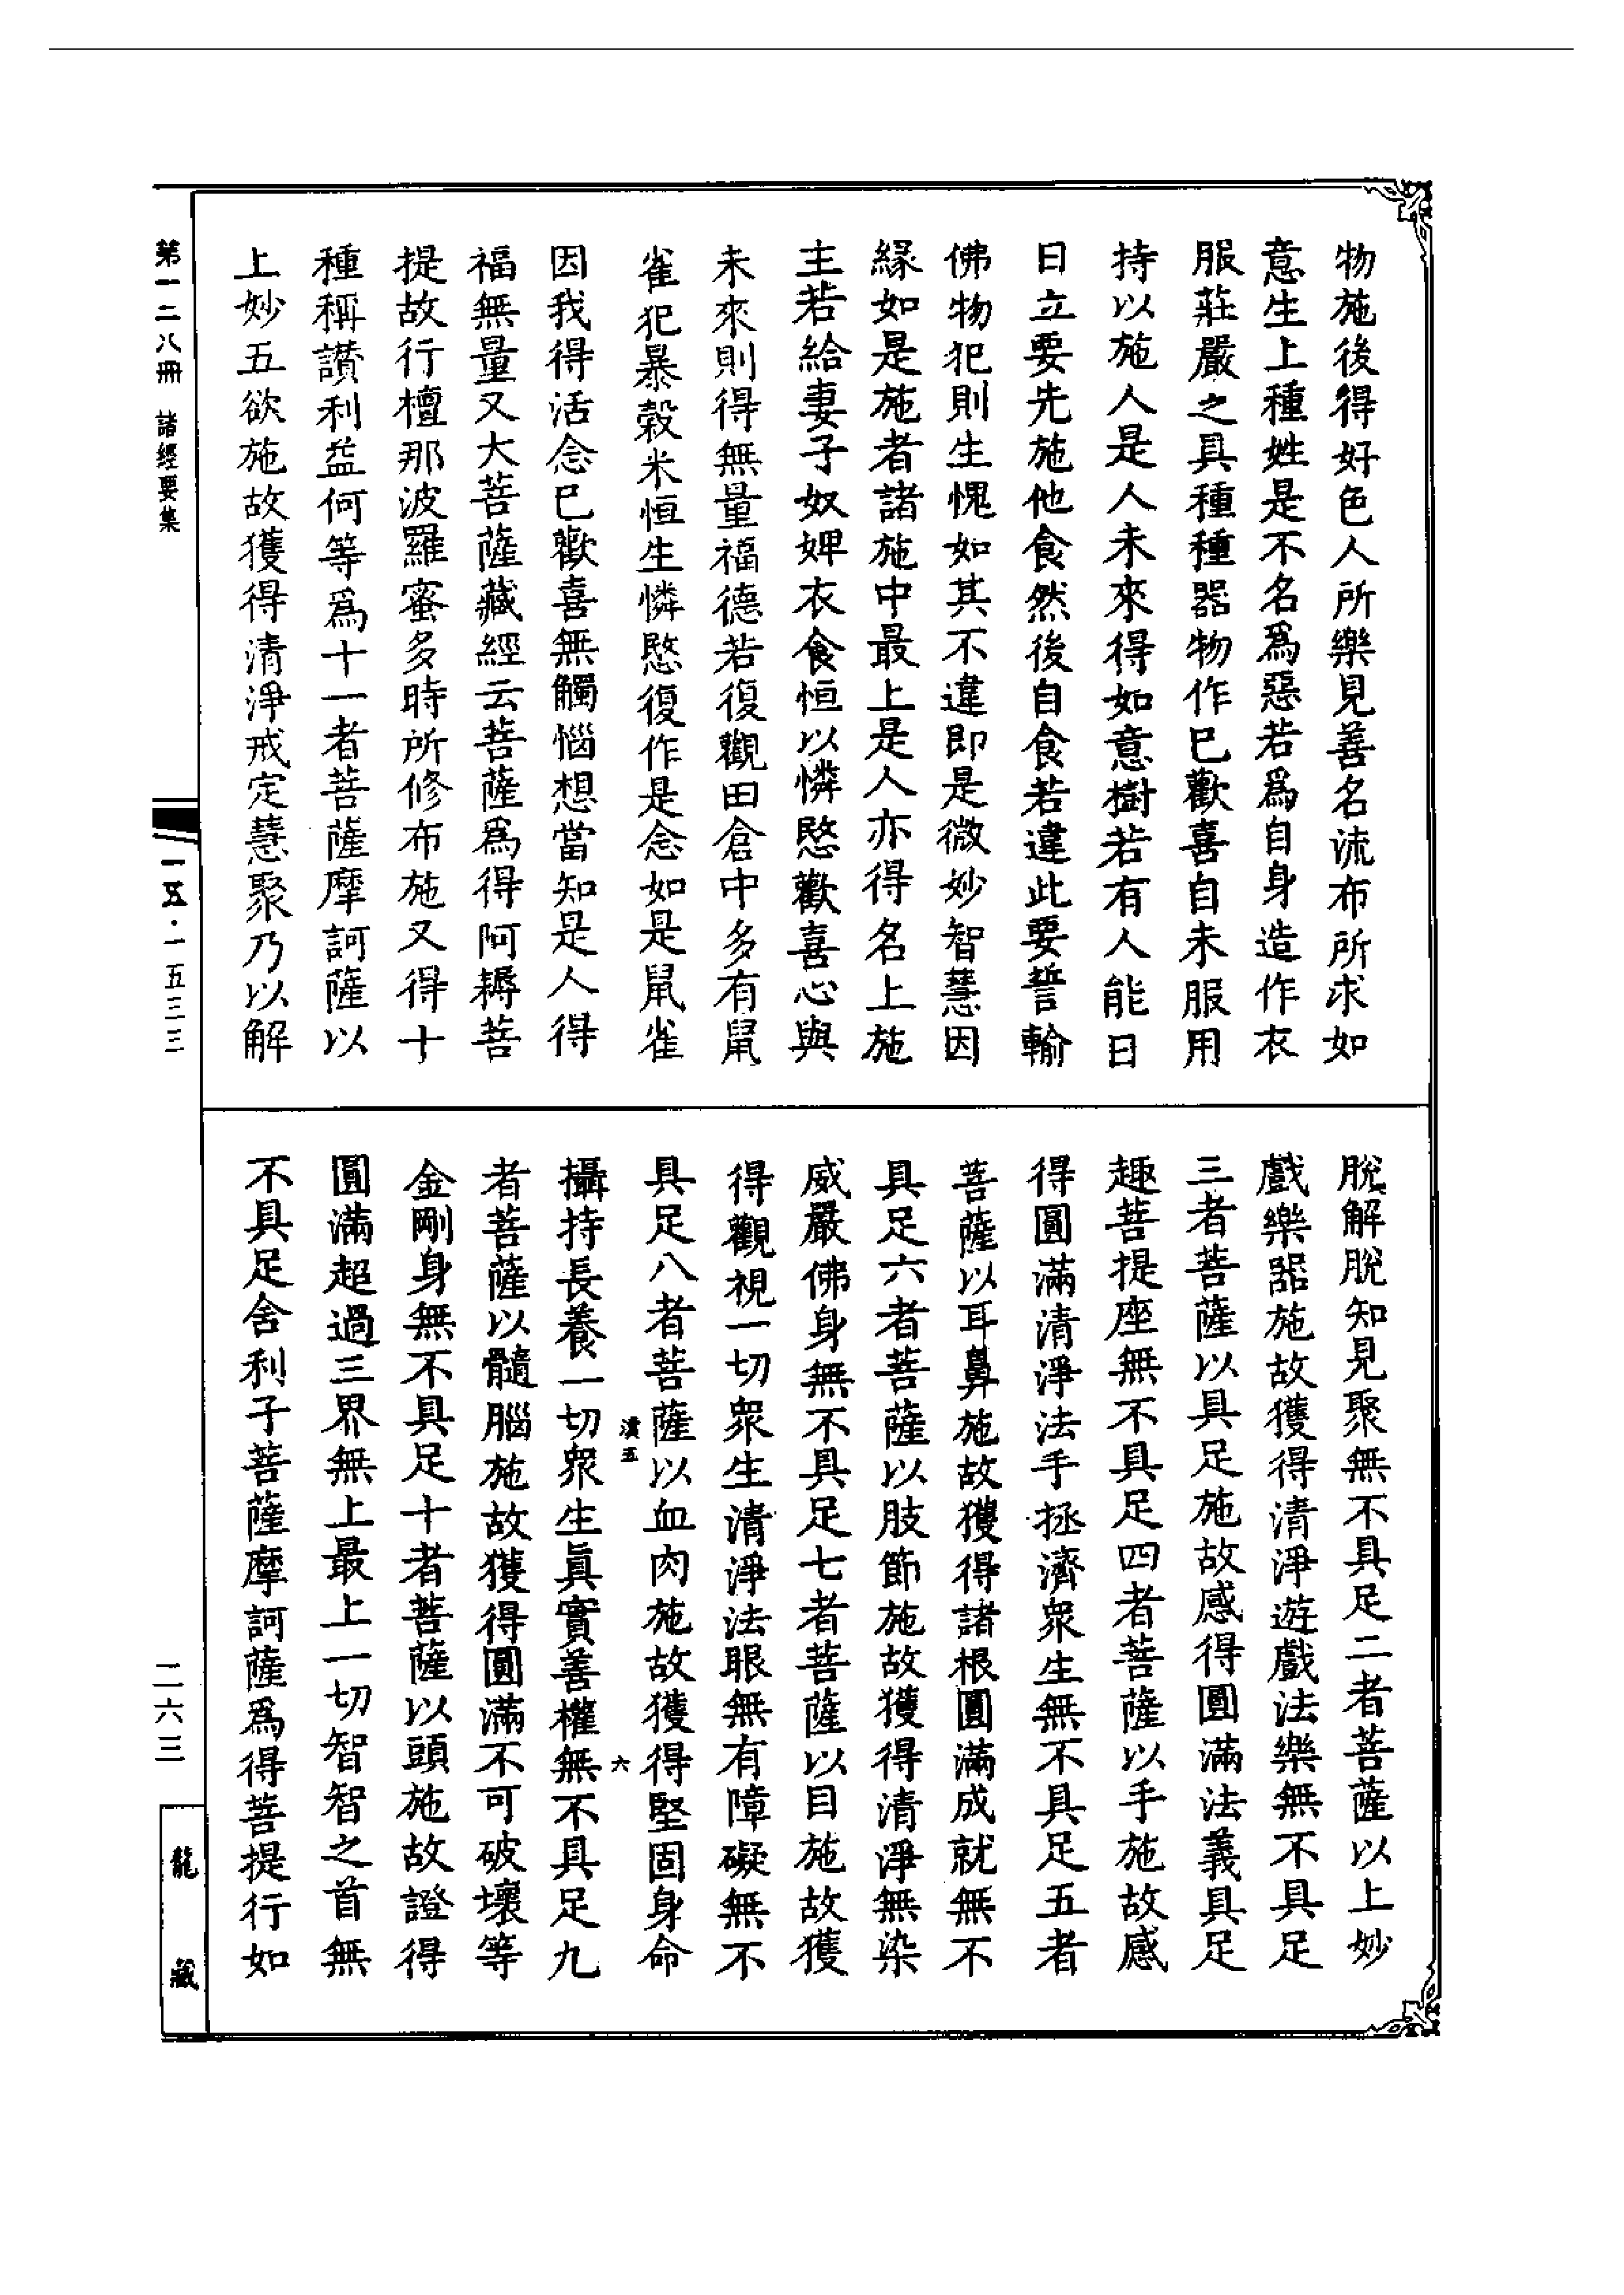 物施後得好色人所樂見善名流布所求如
意生上種姓是不名為惡若為自身造作衣
服莊嚴之具種種器物作已歡喜自未服用
持以施人是人未來得如意樹若有人能日
日立要先施他食然後自食若違此要誓輸
佛物犯則生愧如其不違即是微妙智慧因
緣如是施者諸施中最上是人亦得名上施
主若給妻子奴婢衣食恒以憐愍歡喜心與
未來則得無量福德若復觀田倉中多有鼠
雀犯暴穀米恒生憐愍復作是念如是鼠雀
因我得活念已歡喜無觸惱想當知是人得
福無量又大菩薩藏經云菩薩為得阿耨菩
提故行檀那波羅蜜多時所修布施又得十
種稱讚利益何等為十一者菩薩摩訶薩以
上妙五欲施故獲得清淨戒定慧聚乃以解
脫解脫知見聚無不具足二者菩薩以上妙
戲樂器施故獲得清淨遊戲法樂無不具足
三者菩薩以具足施故感得圓滿法義具足
趣菩提座無不具足四者菩薩以手施故感
得圓滿清淨法手拯濟眾生無不具足五者
菩薩以耳鼻施故獲得諸根圓滿成就無不
具足六者菩薩以肢節施故獲得清淨無染
威嚴佛身無不具足七者菩薩以目施故獲
得觀視一切眾生清淨法眼無有障礙無不
具足八者菩薩以血肉施故獲得堅固身命
漢五 六
攝持長養一切眾生真實善權無不具足九
者菩薩以髓腦施故獲得圓滿不可破壞等
金剛身無不具足十者菩薩以頭施故證得
圓滿超過三界無上最上一切智智之首無
不具足舍利子菩薩摩訶薩為得菩提行如
第一二八冊 諸經要集
一五·一五三三
二六三
龍藏